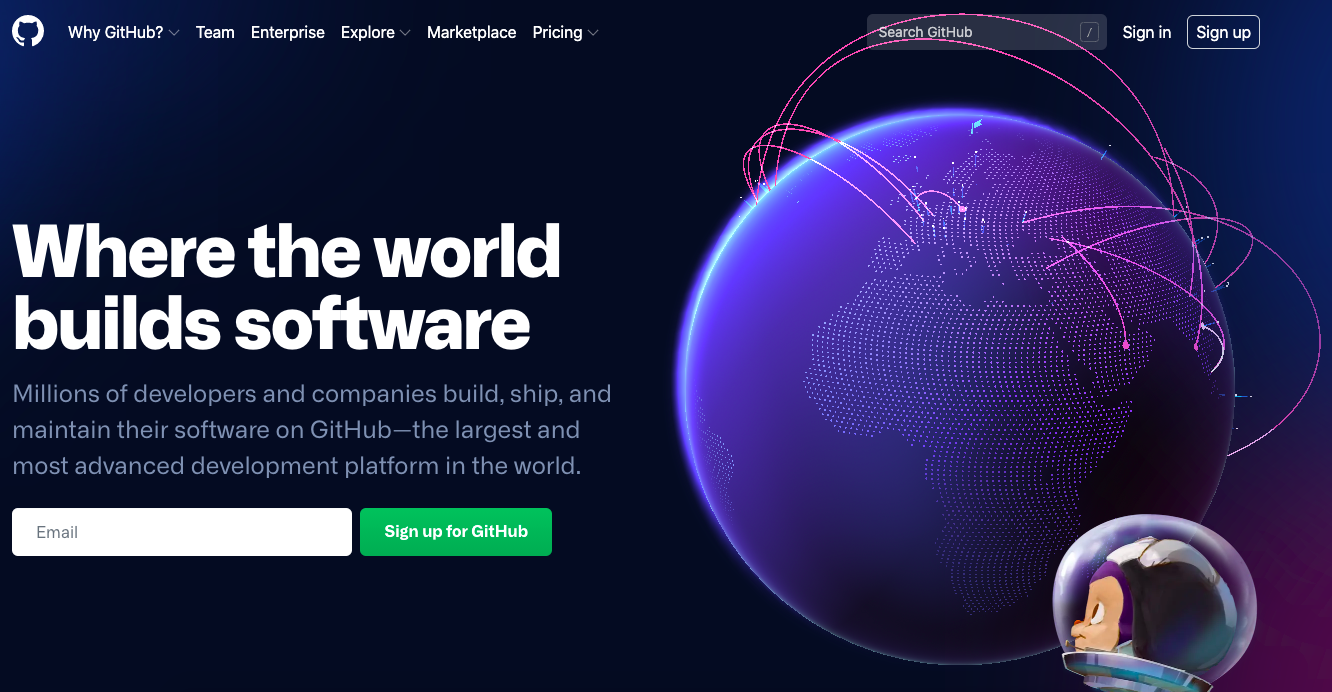 Why GitHub?
Team
Enterprise
Explore
Marketplace
Pricing
Search GitHub
/
Sign in
Sign up
Where the world
builds software
Millions of developers and companies build, ship, and
maintain their software on GitHub—the largest and
most advanced development platform in the world.
Email
Sign up for GitHub